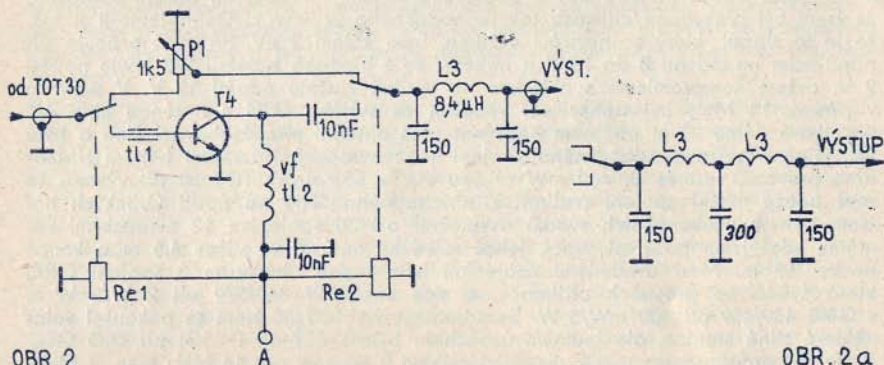 P1
1k5
od TOT30
T4
tl1
10nF
vf
tl2
10nF
Re1
Re2
A
L3
8,4µH
VÝST.
150
150
L3
L3
VÝSTUP
150
300
150
OBR. 2
OBR. 2a